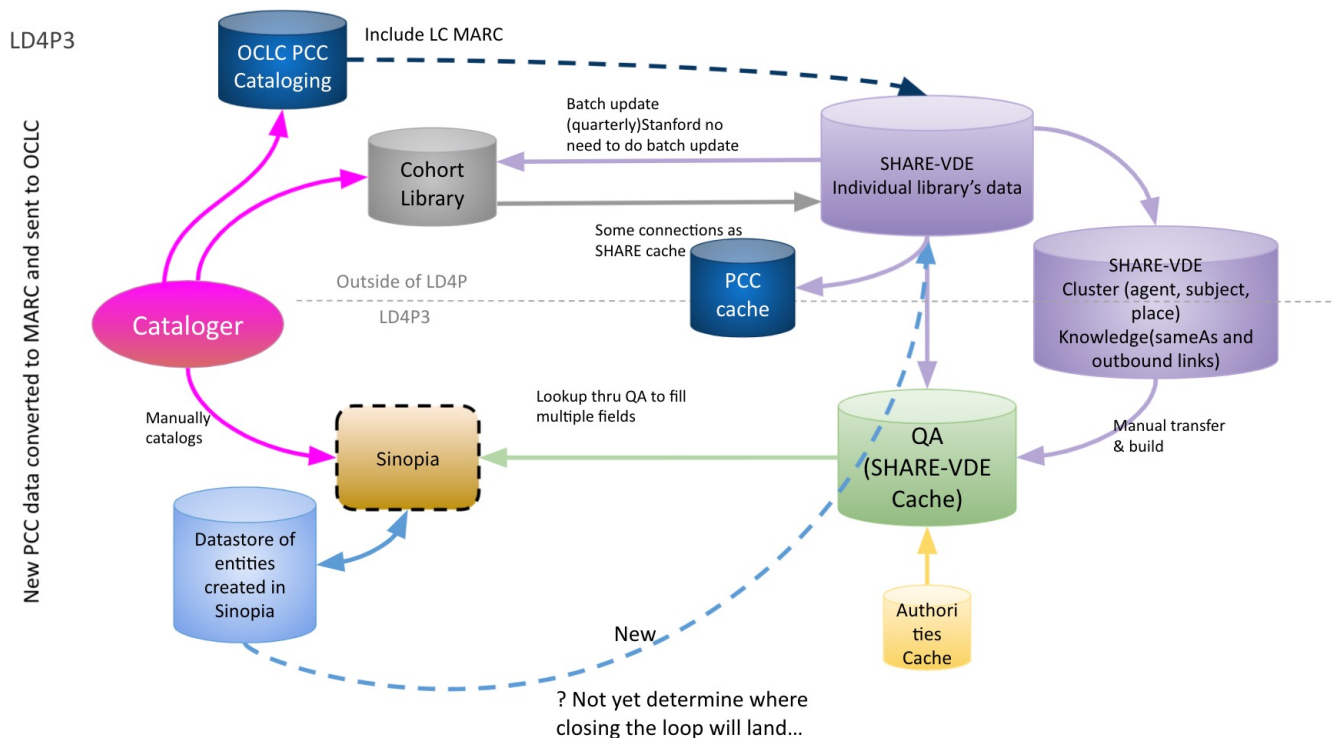 LD4P3
New PCC data converted to MARC and sent to OCLC
OCLC PCC
Cataloging
Include LC MARC
Batch update
(quarterly)Stanford no
need to do batch update
Cohort
Library
SHARE-VDE
Individual library's data
Some connections as
SHARE cache
PCC
cache
SHARE-VDE
Cluster (agent, subject,
place)
Knowledge(sameAs and
outbound links)
Outside of LD4P
LD4P3
Cataloger
Manually
catalogs
Lookup thru QA to fill
multiple fields
Sinopia
QA
(SHARE-VDE
Cache)
Manual transfer
& build
Datastore of
entities
created in
Sinopia
Authori
ties
Cache
New
? Not yet determine where
closing the loop will land...